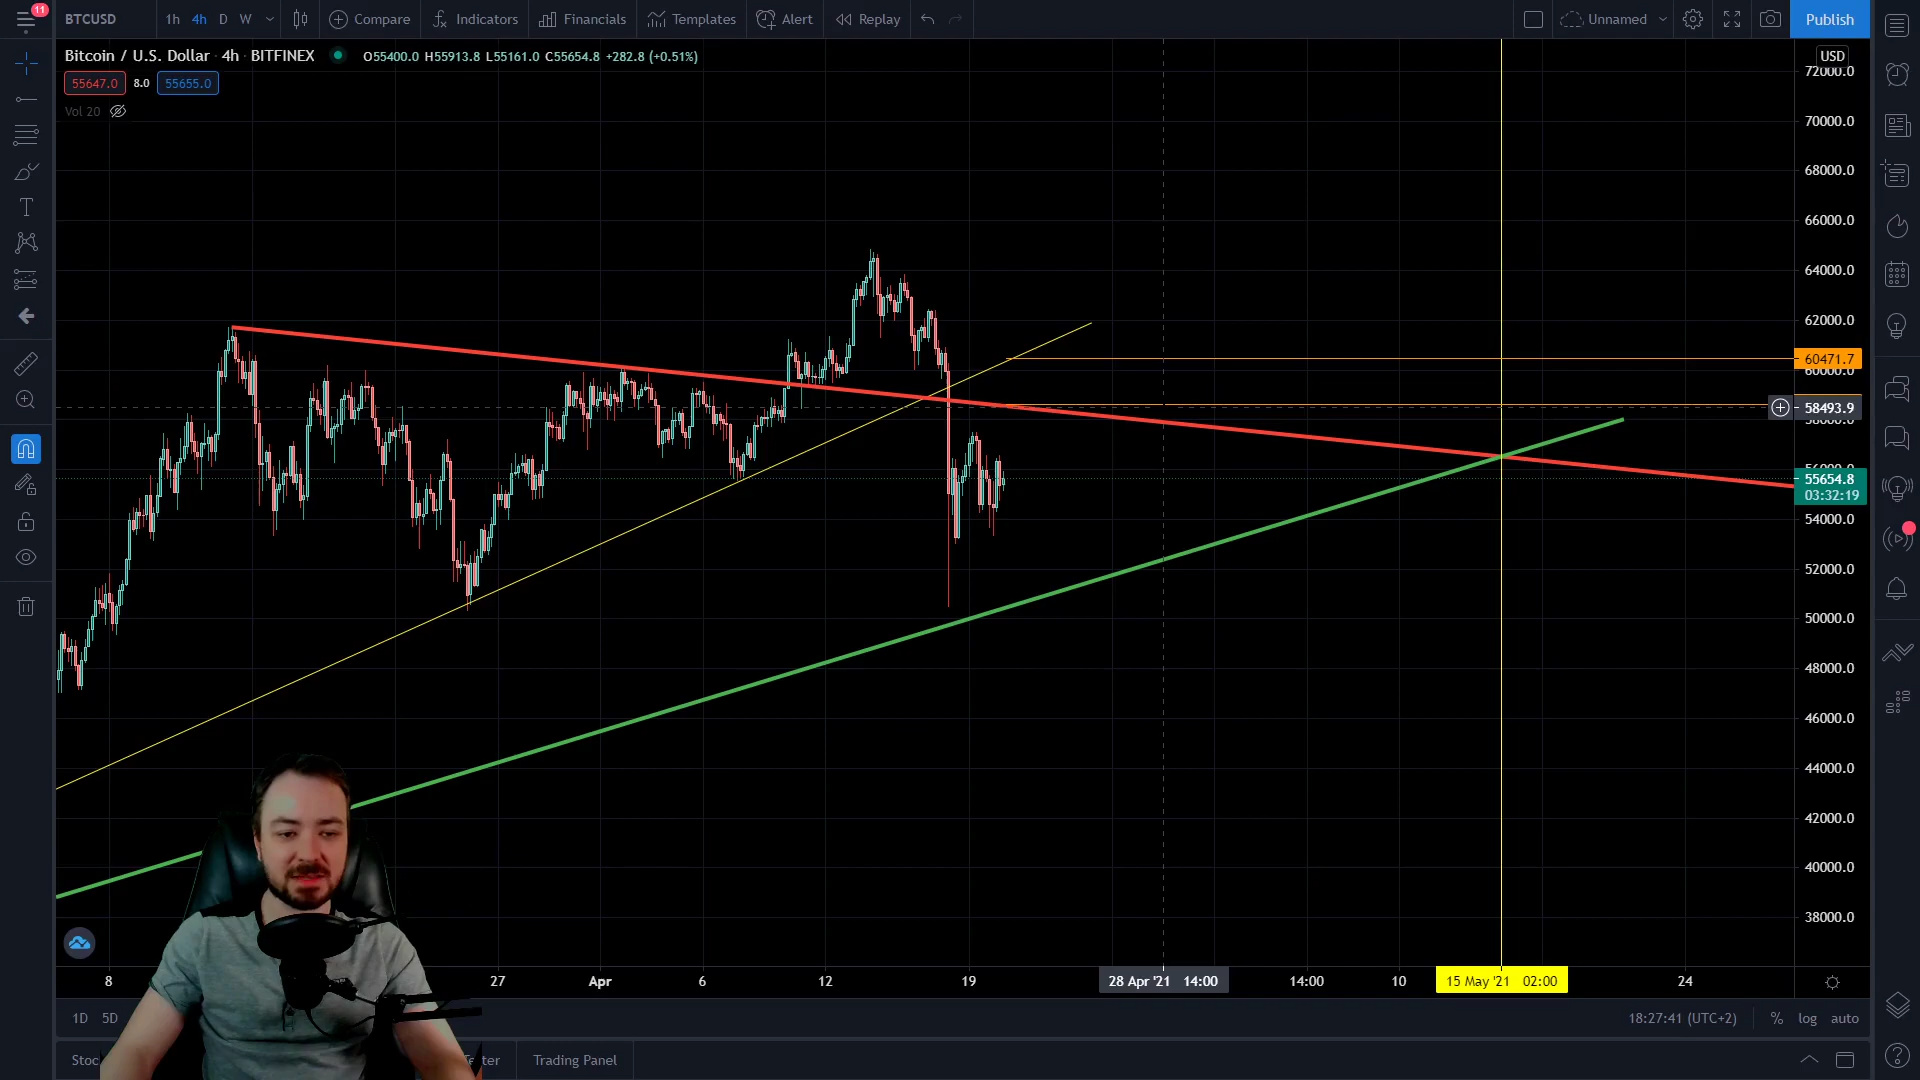 11
BTCUSD 1h 4h D W Compare Indicators Financials Templates Alert Replay Unnamed Publish
Bitcoin / U.S. Dollar · 4h · BITFINEX O55400.0 H55913.8 L55161.0 C55654.8 +282.8 (+0.51%)
55647.0 8.0 55655.0
Vol 20
USD
72000.0
70000.0
68000.0
66000.0
64000.0
62000.0
60471.7
60000.0
58493.9
58000.0
56000.0
55654.8
03:32:19
54000.0
52000.0
50000.0
48000.0
46000.0
44000.0
42000.0
40000.0
38000.0
8 27 Apr 6 12 19 28 Apr '21 14:00 14:00 10 15 May '21 02:00 24
1D 5D 18:27:41 (UTC+2) % log auto
Trading Panel